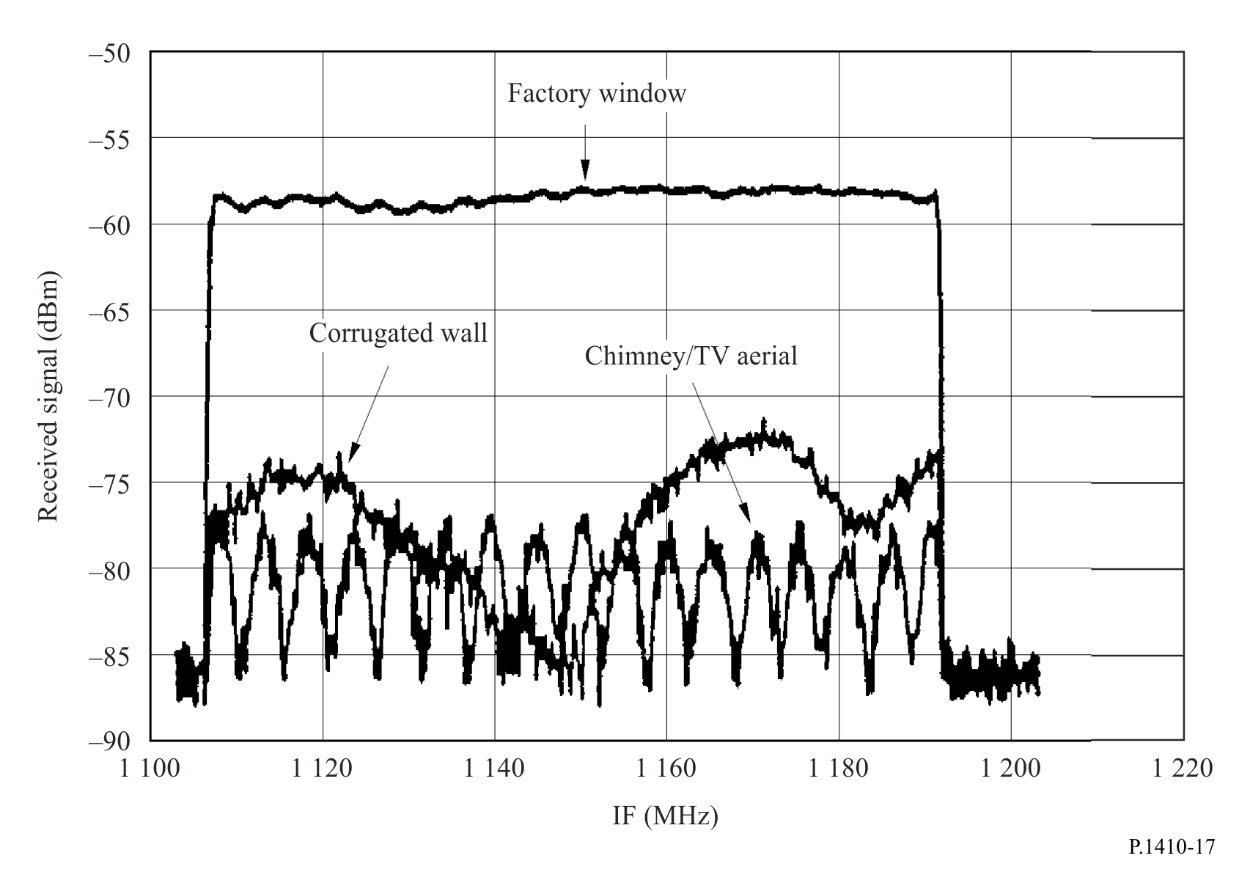 –50
–55
–60
–65
–70
–75
–80
–85
–90
Received signal (dBm)
Factory window
Corrugated wall
Chimney/TV aerial
1 100
1 120
1 140
1 160
1 180
1 200
1 220
IF (MHz)
P.1410-17